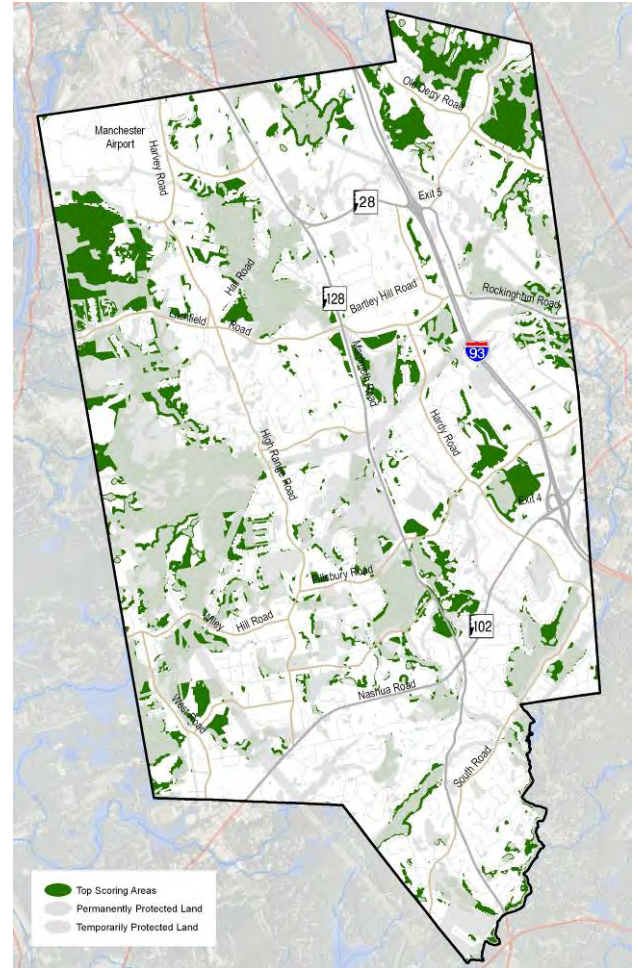 Old Derry Road
Manchester
Airport
Harvey Road
Exit 5
28
Hall Road
Rockingham Road
128
Bartley Hill Road
Litchfield Road
93
Mammoth Road
Hardy Road
High Range Road
Exit 4
Pillsbury Road
Wiley Hill Road
102
Nashua Road
West Road
South Road
Top Scoring Areas
Permanently Protected Land
Temporarily Protected Land